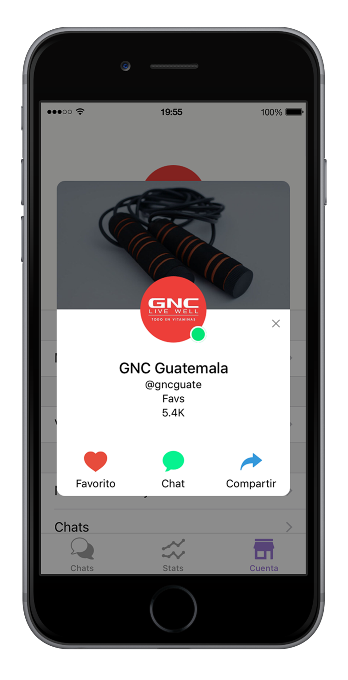 19:55
100%
GNC
LIVE WELL
TODO EN VITAMINAS
GNC Guatemala
@gncguate
Favs
5.4K
Favorito
Chat
Compartir
Chats
Chats
Stats
Cuenta